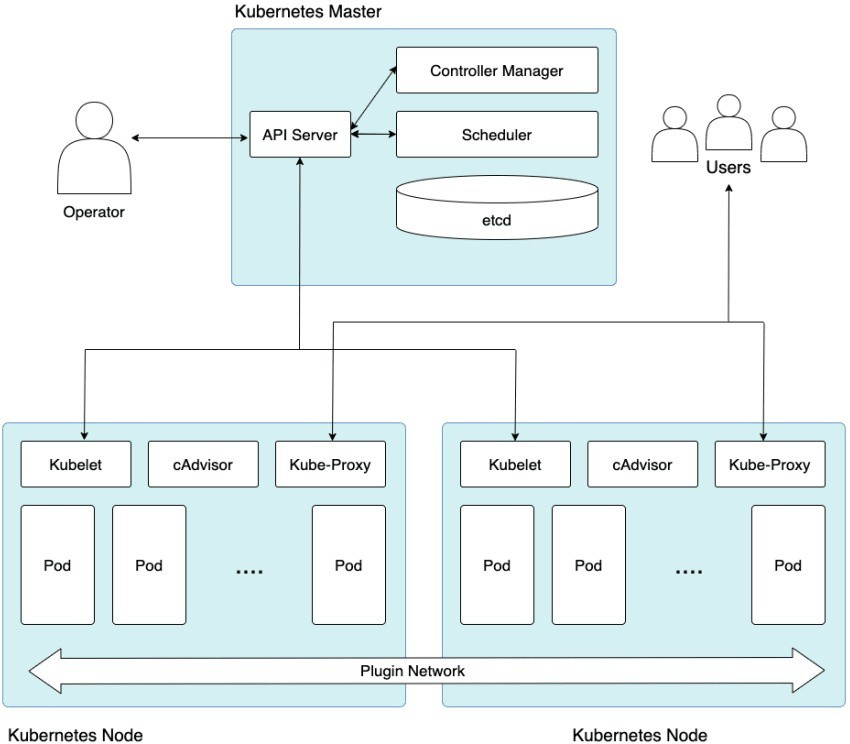 Kubernetes Master
Controller Manager
API Server
Scheduler
etcd
Operator
Users
Kubelet
cAdvisor
Kube-Proxy
Kubelet
cAdvisor
Kube-Proxy
Pod
Pod
....
Pod
Pod
Pod
....
Pod
Plugin Network
Kubernetes Node
Kubernetes Node